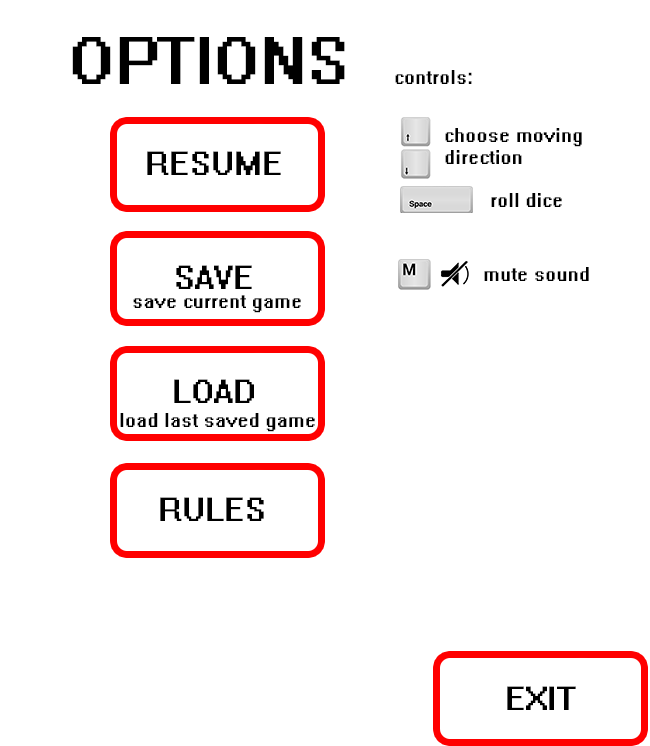 OPTIONS
RESUME
SAVE
save current game
LOAD
load last saved game
RULES
controls:
↑
choose moving
↓
direction
Space
roll dice
M
mute sound
EXIT